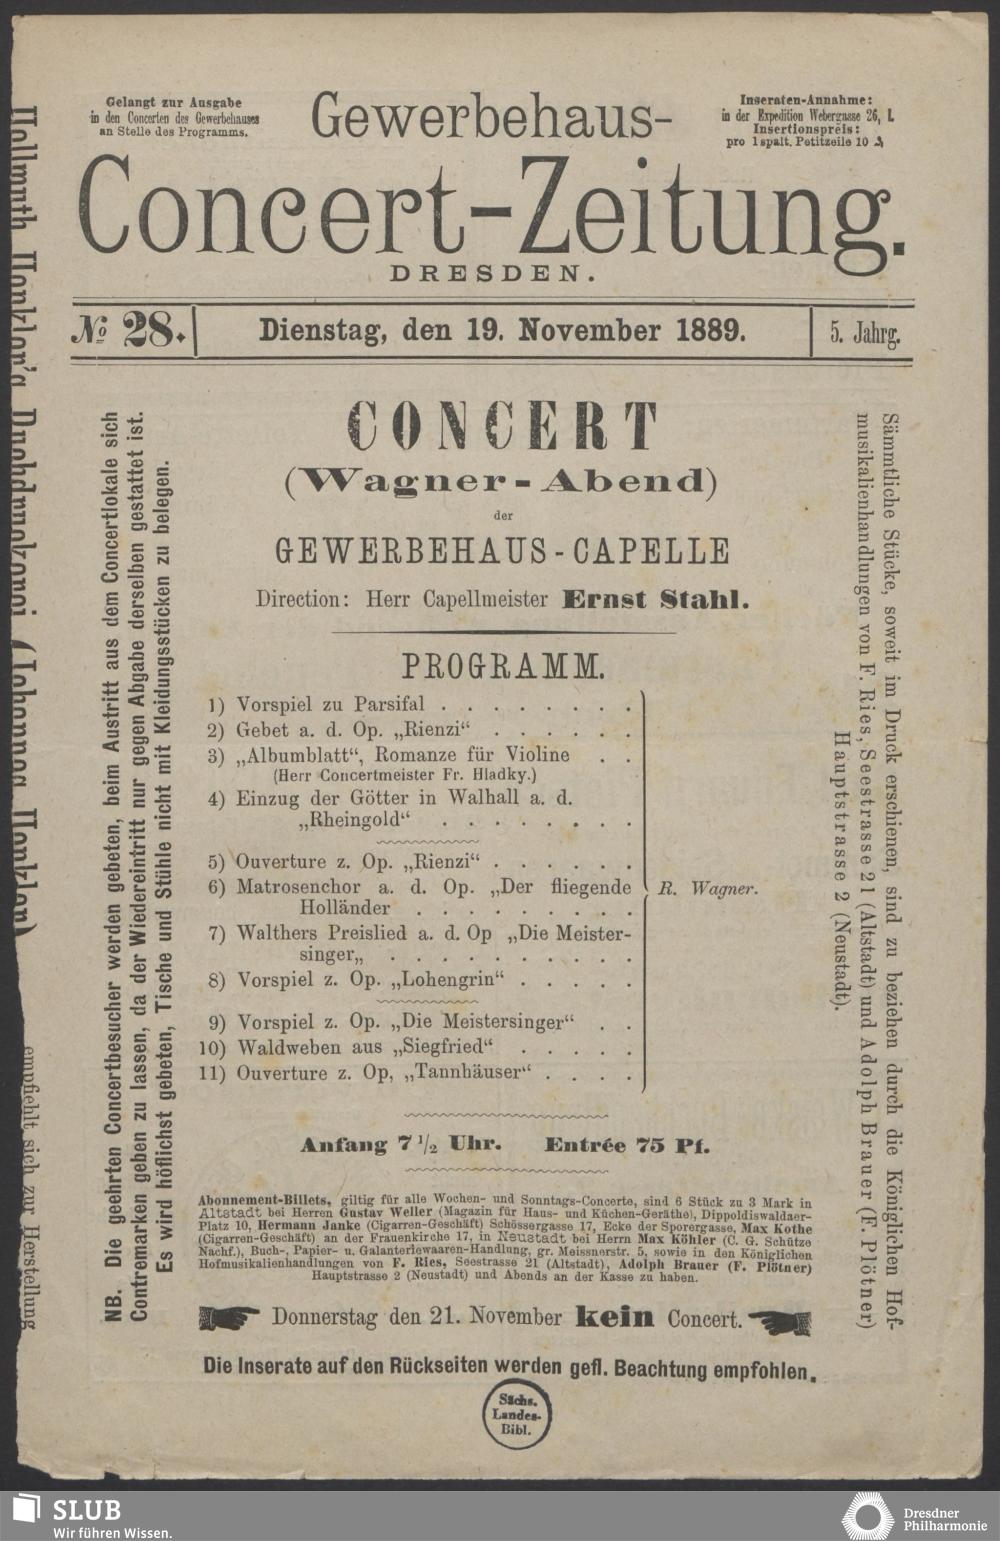 Gelangt zur Ausgabe
in den Concerten des Gewerbehauses
an Stelle des Programms.
Gewerbehaus-
Inseraten-Annahme:
in der Expedition Webergasse 26, I.
Insertionspreis:
pro 1 spalt. Petitzeile 10 ₰
Concert-Zeitung.
DRESDEN.
№ 28.
Dienstag, den 19. November 1889.
5. Jahrg.
CONCERT
(Wagner-Abend)
der
GEWERBEHAUS-CAPELLE
Direction: Herr Capellmeister Ernst Stahl.
PROGRAMM.
1) Vorspiel zu Parsifal . . . . . . . .
2) Gebet a. d. Op. „Rienzi“ . . . . . .
3) „Albumblatt“, Romanze für Violine . .
(Herr Concertmeister Fr. Hladky.)
4) Einzug der Götter in Walhall a. d.
„Rheingold“ . . . . . . . .
5) Ouverture z. Op. „Rienzi“ . . . . . .
6) Matrosenchor a. d. Op. „Der fliegende
Holländer . . . . . . . . .
R. Wagner.
7) Walthers Preislied a. d. Op „Die Meister-
singer„ . . . . . . . . . .
8) Vorspiel z. Op. „Lohengrin“ . . . . .
9) Vorspiel z. Op. „Die Meistersinger“ . .
10) Waldweben aus „Siegfried“ . . . . .
11) Ouverture z. Op, „Tannhäuser“ . . . .
Anfang 7 1/2 Uhr. Entrée 75 Pf.
Abonnement-Billets, giltig für alle Wochen- und Sonntags-Concerte, sind 6 Stück zu 3 Mark in
Altstadt bei Herren Gustav Weller (Magazin für Haus- und Küchen-Geräthe), Dippoldiswaldaer-
Platz 10, Hermann Janke (Cigarren-Geschäft) Schössergasse 17, Ecke der Sporergasse, Max Kothe
(Cigarren-Geschäft) an der Frauenkirche 17, in Neustadt bei Herrn Max Köhler (C. G. Schütze
Nachf.), Buch-, Papier- u. Galanteriewaaren-Handlung, gr. Meissnerstr. 5, sowie in den Königlichen
Hofmusikalienhandlungen von F. Ries, Seestrasse 21 (Altstadt), Adolph Brauer (F. Plötner)
Hauptstrasse 2 (Neustadt) und Abends an der Kasse zu haben.
Donnerstag den 21. November kein Concert.
Die Inserate auf den Rückseiten werden gefl. Beachtung empfohlen.
Sächs.
Landes-
Bibl.
NB. Die geehrten Concertbesucher werden gebeten, beim Austritt aus dem Concertlokale sich
Contremarken geben zu lassen, da der Wiedereintritt nur gegen Abgabe derselben gestattet ist.
Es wird höflichst gebeten, Tische und Stühle nicht mit Kleidungsstücken zu belegen.
Sämmtliche Stücke, soweit im Druck erschienen, sind zu beziehen durch die Königlichen Hof-
musikalienhandlungen von F. Ries, Seestrasse 21 (Altstadt) und Adolph Brauer (F. Plötner)
Hauptstrasse 2 (Neustadt).
empfiehlt sich zur Herstellung
SLUB
Wir führen Wissen.
Dresdner
Philharmonie